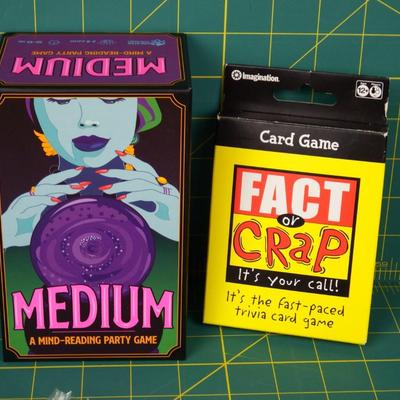 MEDIUM
A MIND-READING PARTY GAME
MEDIUM
A MIND-READING PARTY GAME
Imagination
Card Game
FACT
or
CRAP
It's your call!
It's the fast-paced
trivia card game